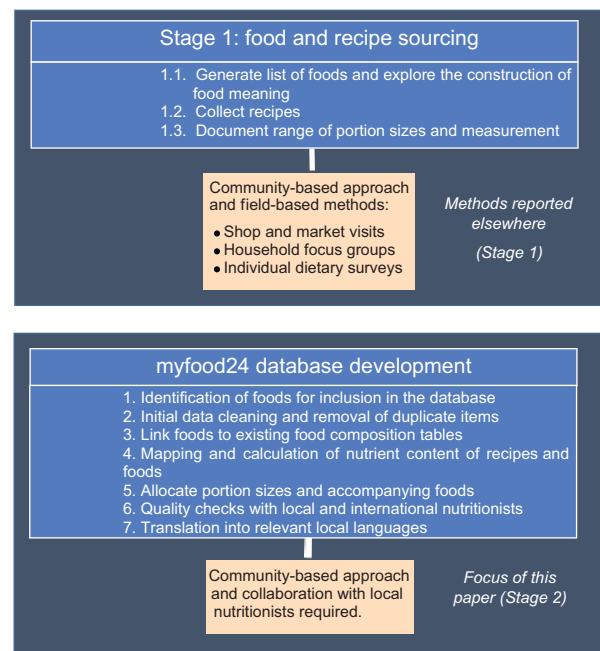 Stage 1: food and recipe sourcing
1.1. Generate list of foods and explore the construction of
food meaning
1.2. Collect recipes
1.3. Document range of portion sizes and measurement
Community-based approach
and field-based methods:
• Shop and market visits
• Household focus groups
• Individual dietary surveys
Methods reported
elsewhere
(Stage 1)
myfood24 database development
1. Identification of foods for inclusion in the database
2. Initial data cleaning and removal of duplicate items
3. Link foods to existing food composition tables
4. Mapping and calculation of nutrient content of recipes and
foods
5. Allocate portion sizes and accompanying foods
6. Quality checks with local and international nutritionists
7. Translation into relevant local languages
Community-based approach
and collaboration with local
nutritionists required.
Focus of this
paper (Stage 2)